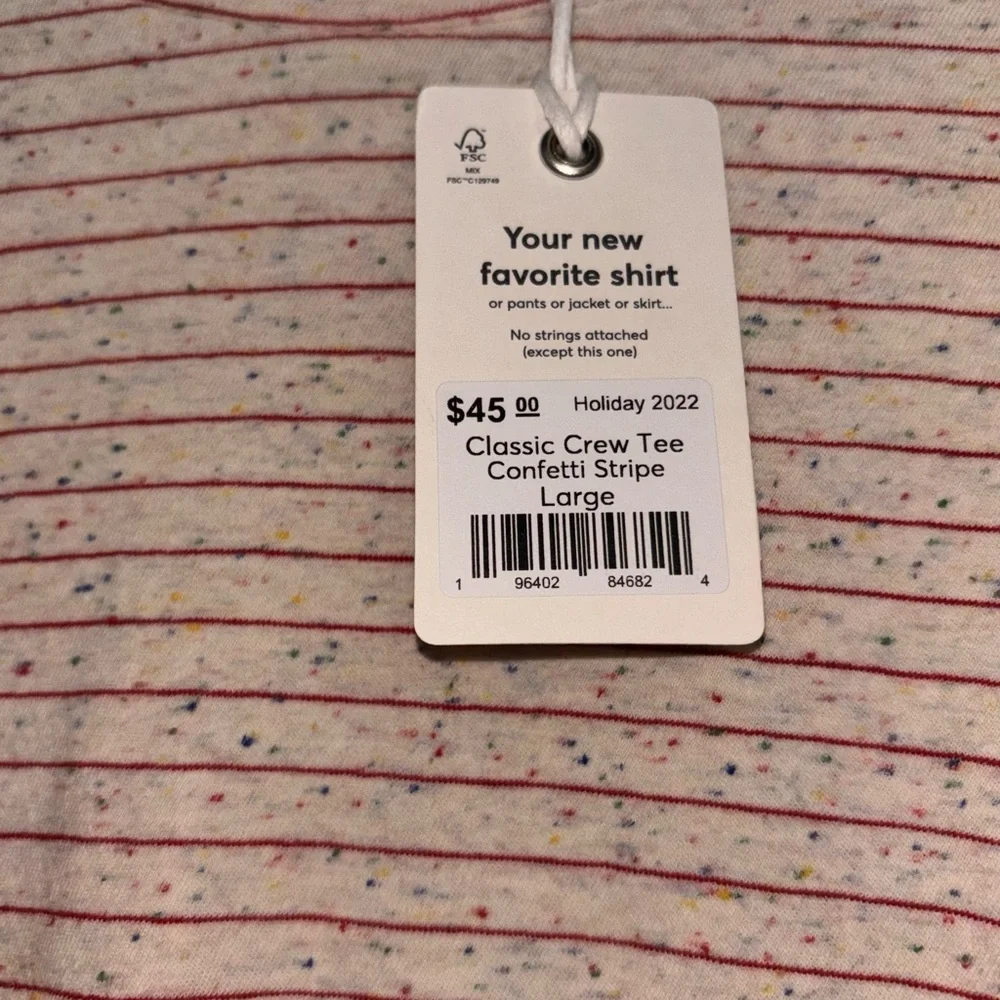 FSC
MIX
FSC™C129749
Your new
favorite shirt
or pants or jacket or skirt...
No strings attached
(except this one)
$45 00 Holiday 2022
Classic Crew Tee
Confetti Stripe
Large
1 96402 84682 4